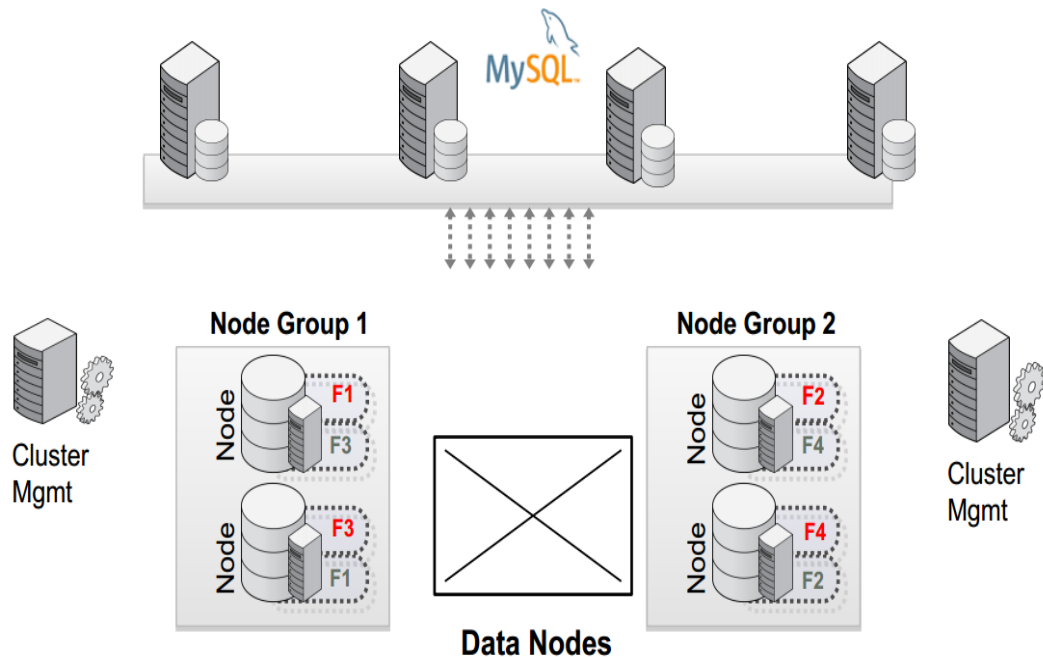 MySQL™
Node Group 1
Node Group 2
Node
F1
F3
Node
F3
F1
Node
F2
F4
Node
F4
F2
Cluster
Mgmt
Cluster
Mgmt
Data Nodes